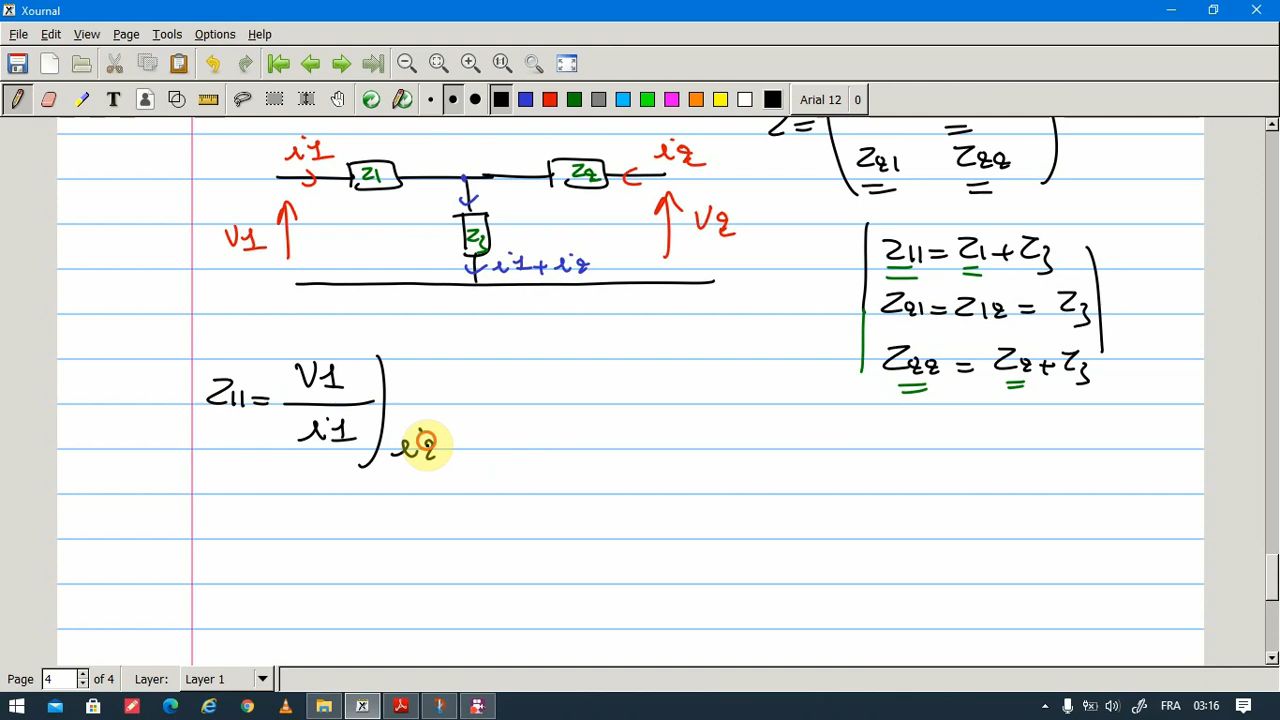 Xournal
File Edit View Page Tools Options Help
Arial 12 0
i1 Z1 Z2 i2
V1 Z3 V2
i1+i2
Z=
Z21 Z22
Z11=Z1+Z3
Z21=Z12= Z3
Z22 = Z2+Z3
Z11= V1
i1
i2
Page 4 of 4 Layer: Layer 1
FRA 03:16